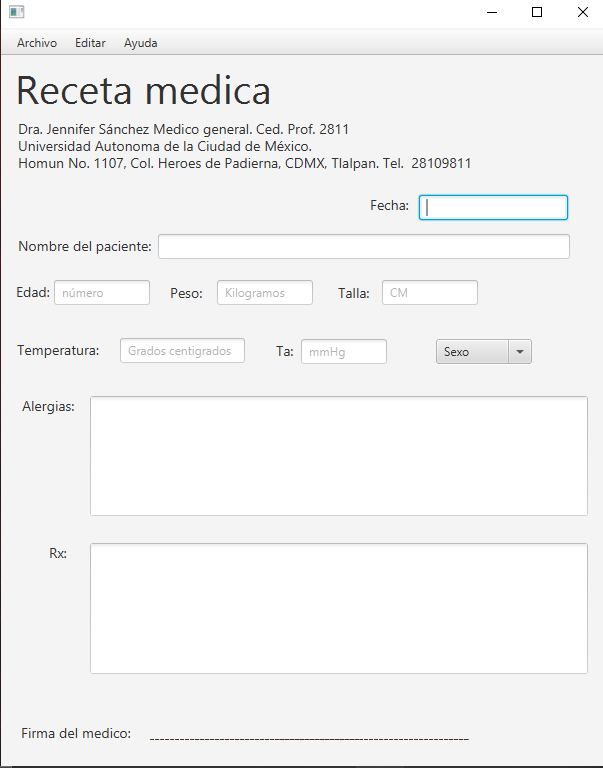 Archivo Editar Ayuda
Receta medica
Dra. Jennifer Sánchez Medico general. Ced. Prof. 2811
Universidad Autonoma de la Ciudad de México.
Homun No. 1107, Col. Heroes de Padierna, CDMX, Tlalpan. Tel. 28109811
Fecha:
Nombre del paciente:
Edad: número Peso: Kilogramos Talla: CM
Temperatura: Grados centigrados Ta: mmHg Sexo
Alergias:
Rx:
Firma del medico: ________________________________